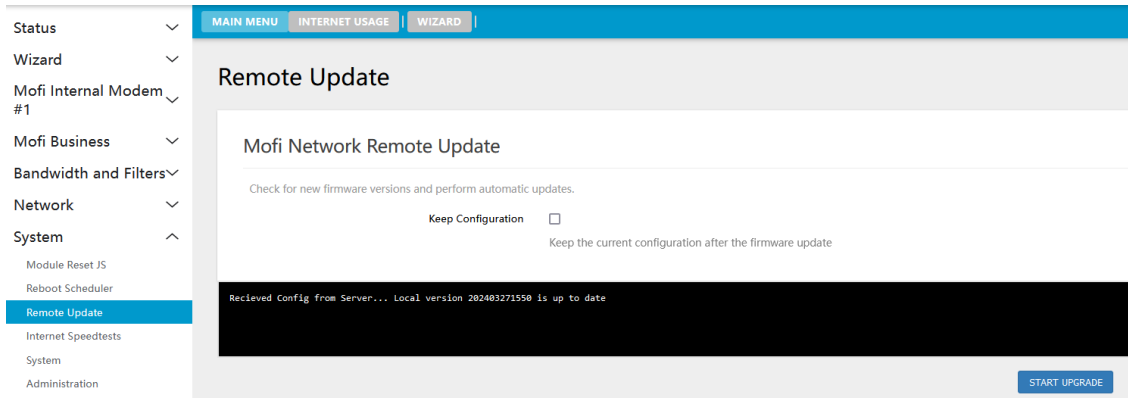 Status
Wizard
Mofi Internal Modem
#1
Mofi Business
Bandwidth and Filters
Network
System
Module Reset JS
Reboot Scheduler
Remote Update
Internet Speedtests
System
Administration
MAIN MENU INTERNET USAGE | WIZARD |
Remote Update
Mofi Network Remote Update
Check for new firmware versions and perform automatic updates.
Keep Configuration
Keep the current configuration after the firmware update
Recieved Config from Server... Local version 202403271550 is up to date
START UPGRADE